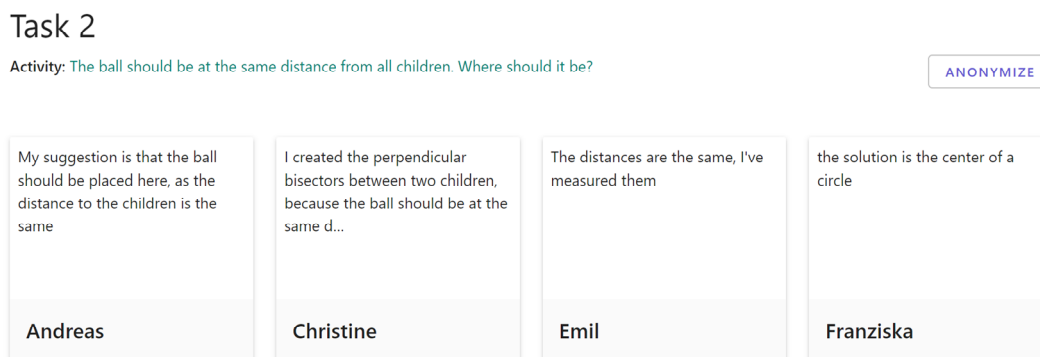 Task 2
Activity: The ball should be at the same distance from all children. Where should it be?
ANONYMIZE
My suggestion is that the ball
should be placed here, as the
distance to the children is the
same
I created the perpendicular
bisectors between two children,
because the ball should be at the
same d...
The distances are the same, I've
measured them
the solution is the center of a
circle
Andreas
Christine
Emil
Franziska